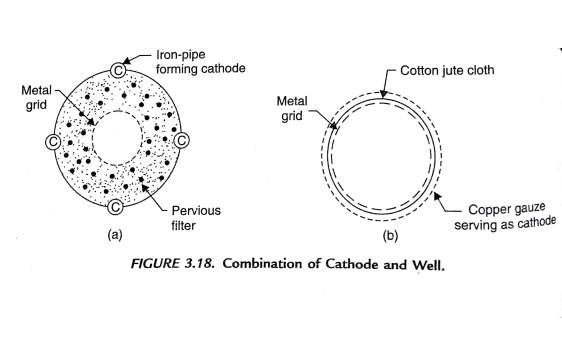 Iron-pipe
forming cathode
Metal
grid
C
C
C
C
Pervious
filter
(a)
Cotton jute cloth
Metal
grid
Copper gauze
serving as cathode
(b)
FIGURE 3.18. Combination of Cathode and Well.